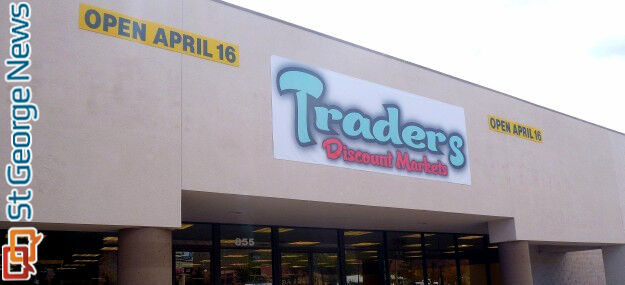 St George News
OPEN APRIL 16
Traders
Discount Markets
OPEN APRIL 16
855